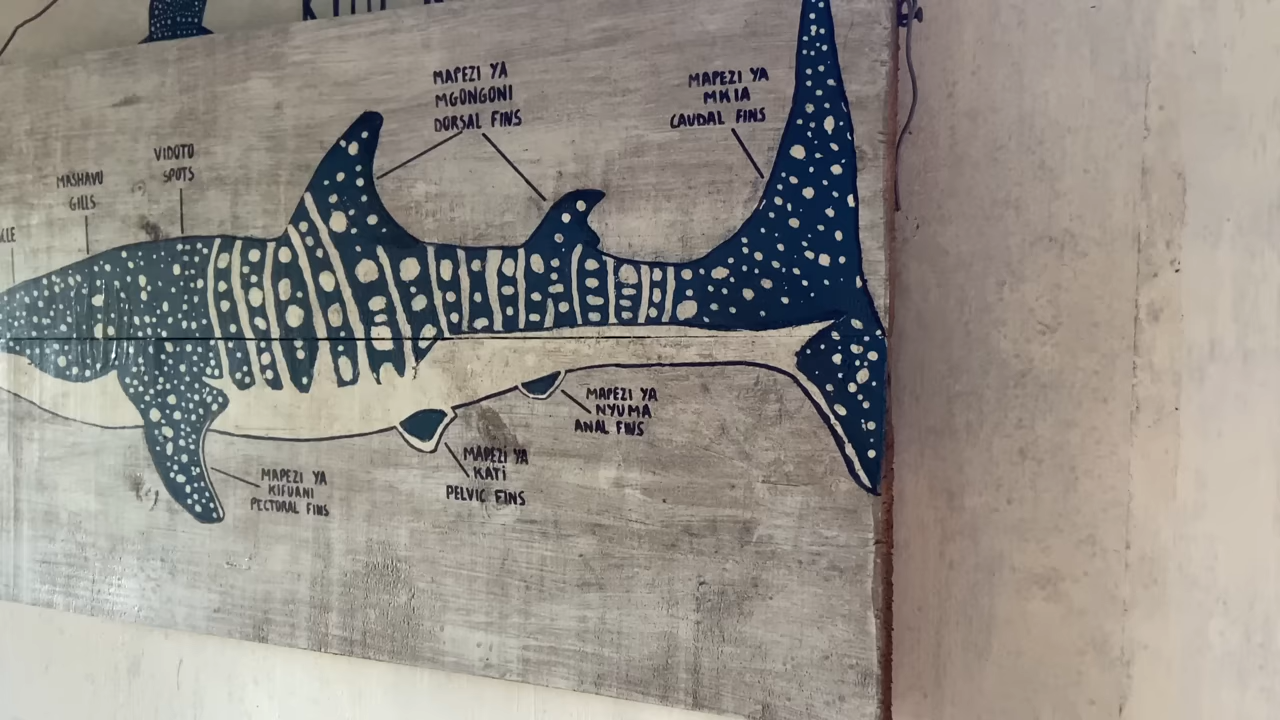 MAPEZI YA
MGONGONI
DORSAL FINS
MAPEZI YA
MKIA
CAUDAL FINS
VIDOTO
SPOTS
MASHAVU
GILLS
MAPEZI YA
NYUMA
ANAL FINS
MAPEZI YA
KATI
PELVIC FINS
MAPEZI YA
KIFUANI
PECTORAL FINS